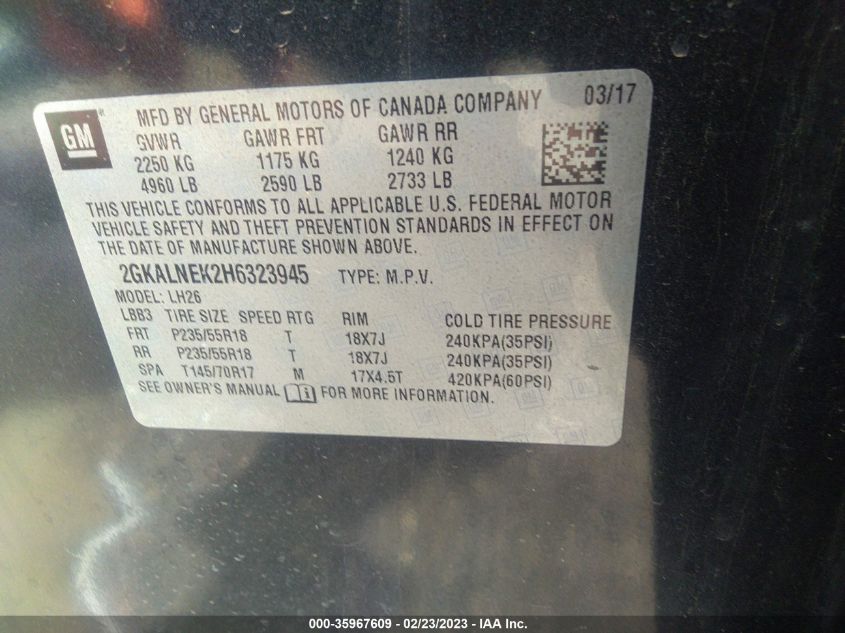 GM
MFD BY GENERAL MOTORS OF CANADA COMPANY 03/17
GVWR GAWR FRT GAWR RR
2250 KG 1175 KG 1240 KG
4960 LB 2590 LB 2733 LB
THIS VEHICLE CONFORMS TO ALL APPLICABLE U.S. FEDERAL MOTOR
VEHICLE SAFETY AND THEFT PREVENTION STANDARDS IN EFFECT ON
THE DATE OF MANUFACTURE SHOWN ABOVE.
2GKALNEK2H6323945 TYPE: M.P.V.
MODEL: LH26
LBB3 TIRE SIZE SPEED RTG RIM COLD TIRE PRESSURE
FRT P235/55R18 T 18X7J 240KPA(35PSI)
RR P235/55R18 T 18X7J 240KPA(35PSI)
SPA T145/70R17 M 17X4.5T 420KPA(60PSI)
SEE OWNER'S MANUAL FOR MORE INFORMATION.
000-35967609 - 02/23/2023 - IAA Inc.